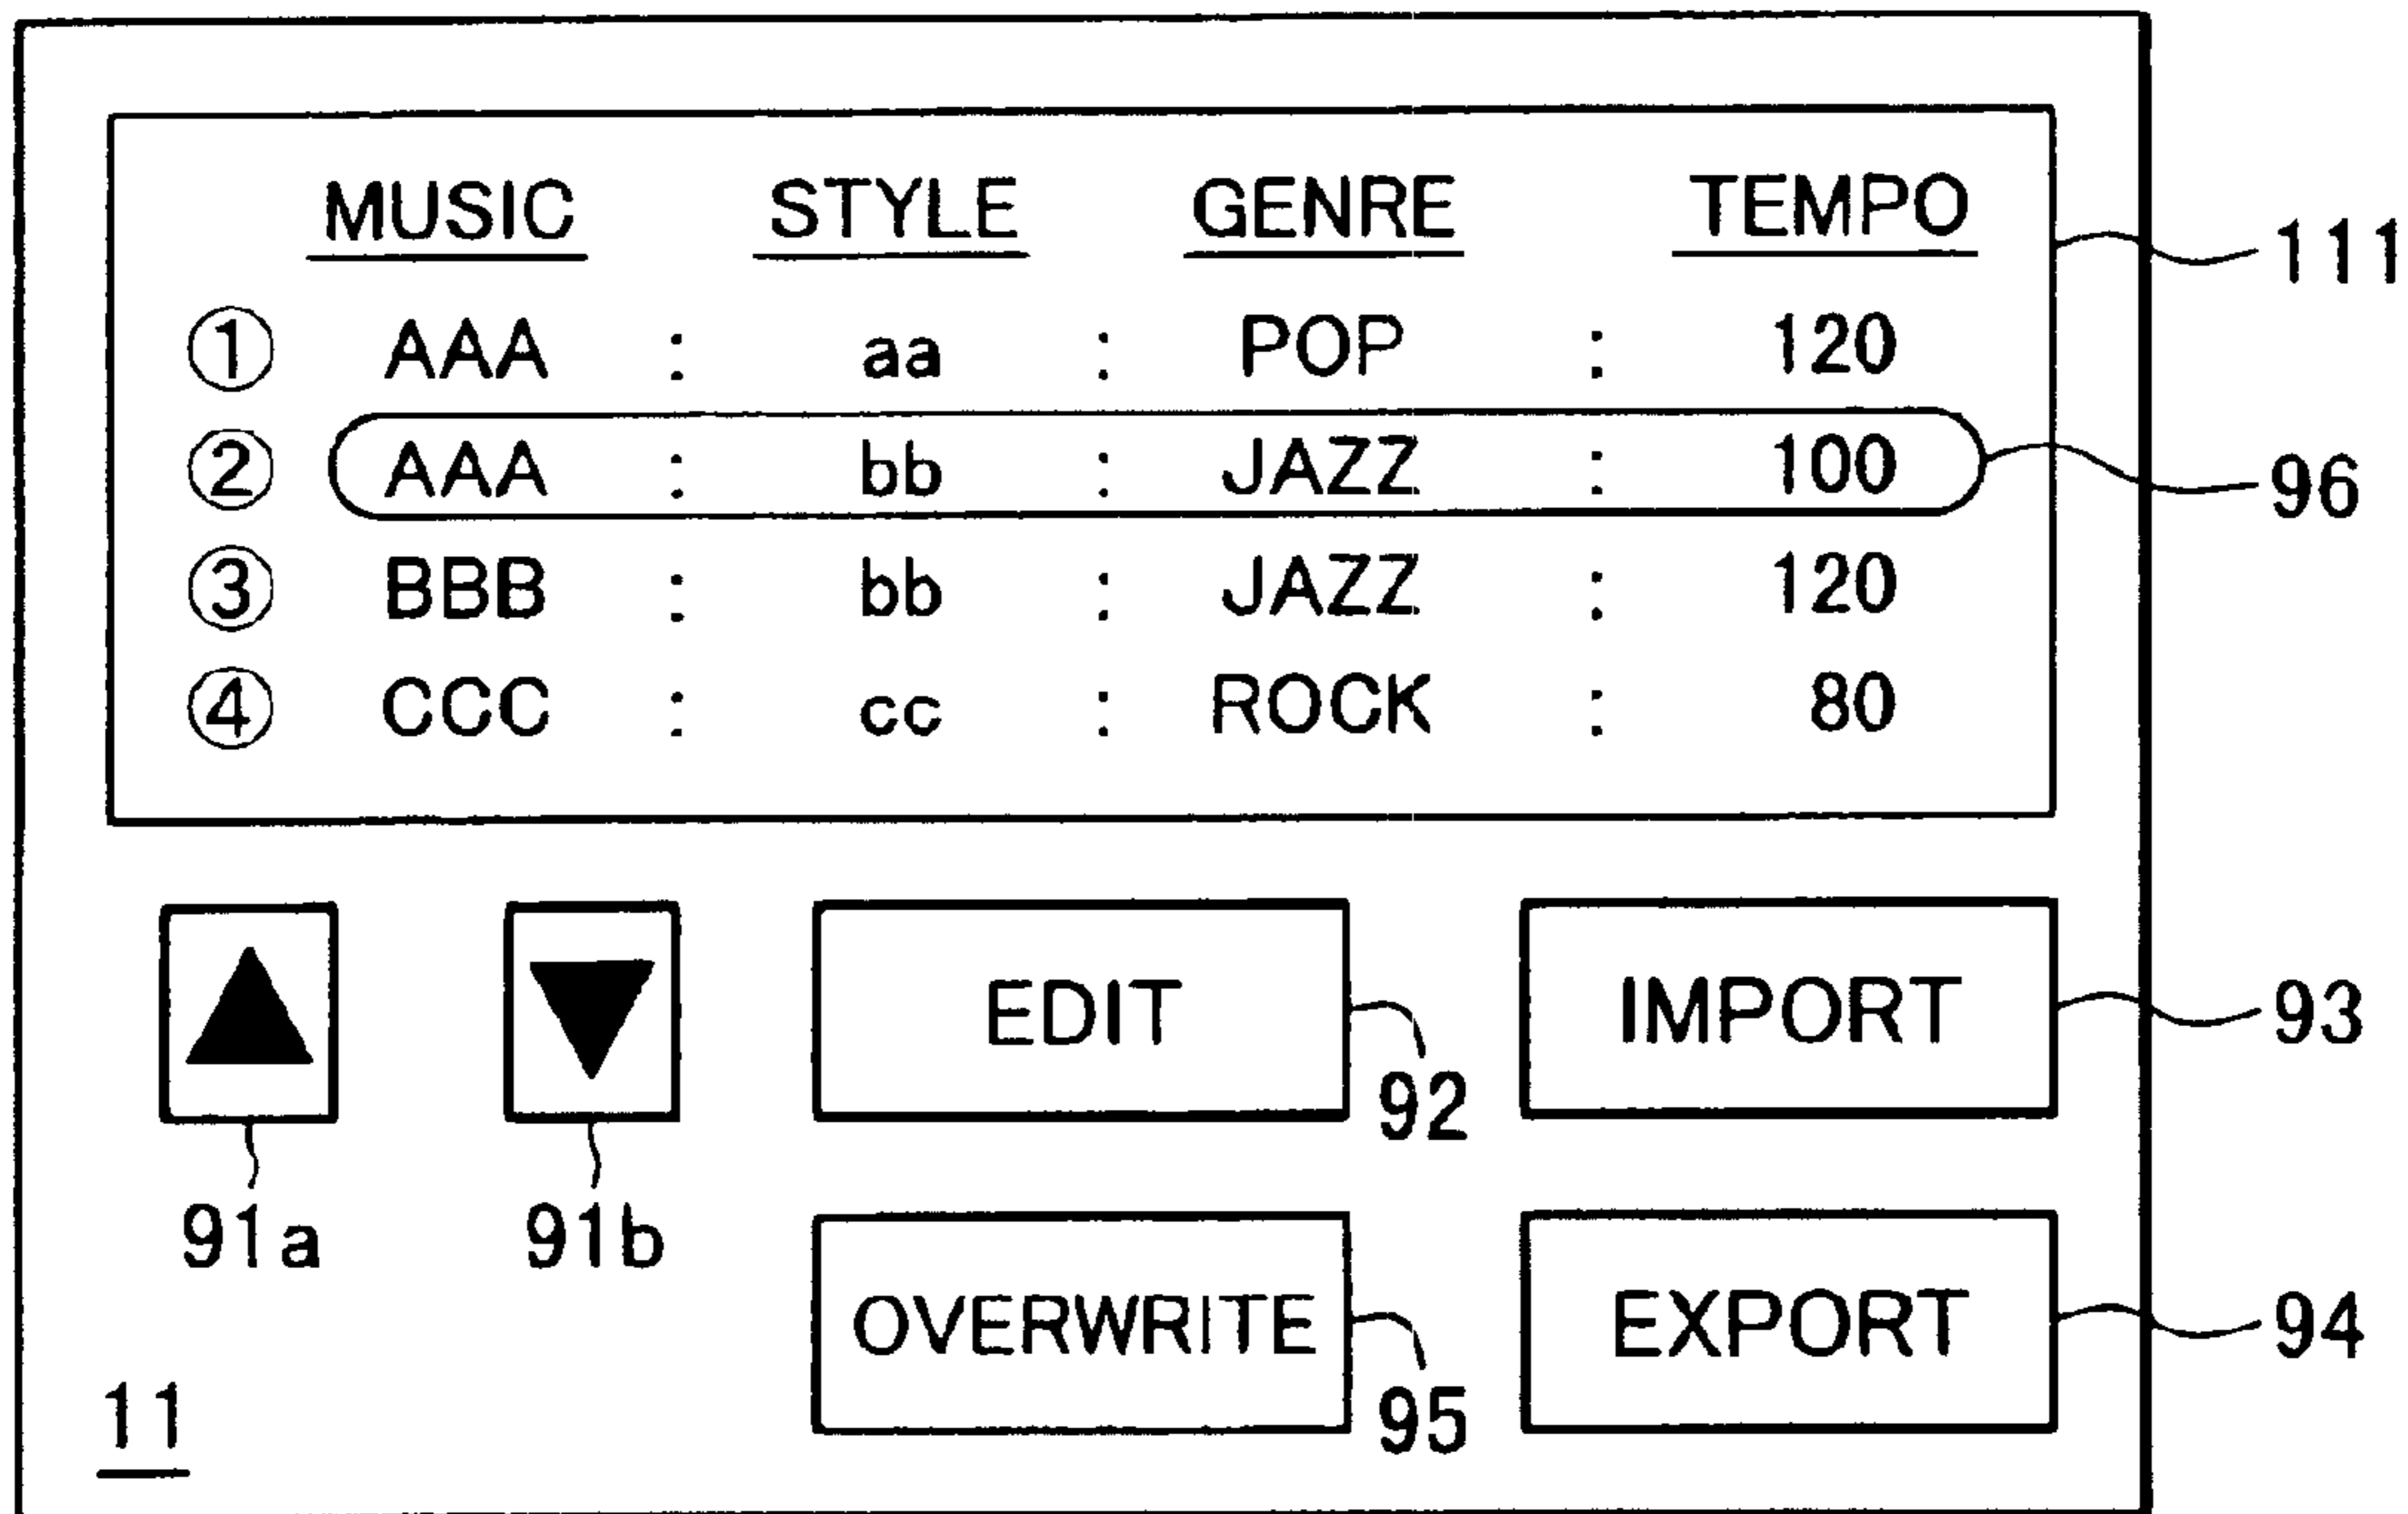 MUSIC STYLE GENRE TEMPO
111
① AAA : aa : POP : 120
② AAA : bb : JAZZ : 100
96
③ BBB : bb : JAZZ : 120
④ CCC : cc : ROCK : 80
EDIT IMPORT
93
92
91a 91b
OVERWRITE EXPORT
94
95
11